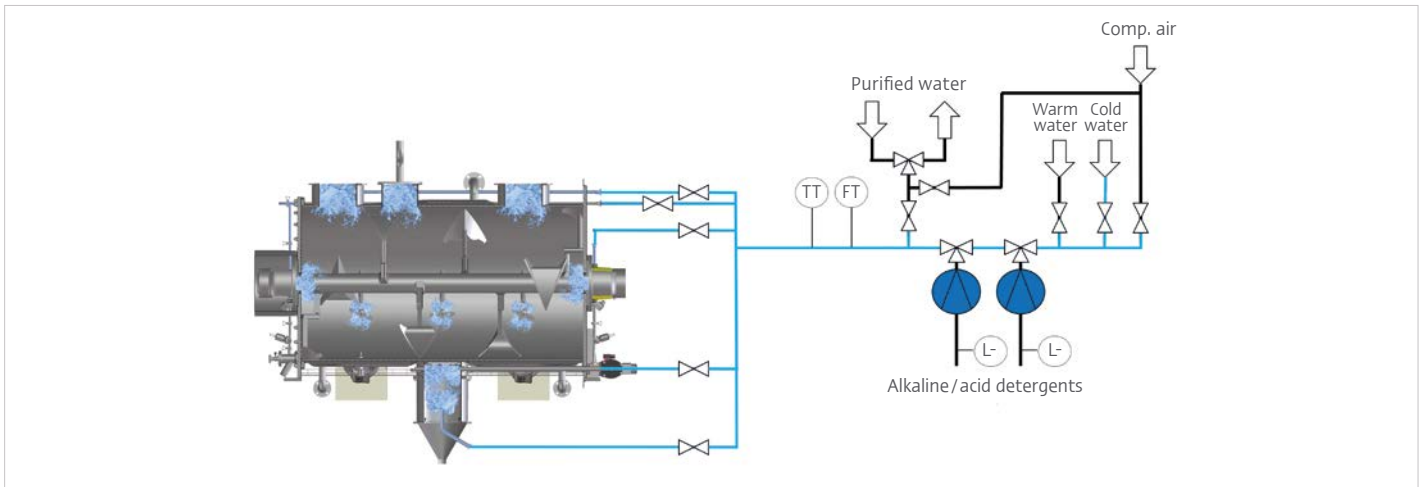 Comp. air
Purified water
Warm
water
Cold
water
TT
FT
L-
L-
Alkaline/acid detergents